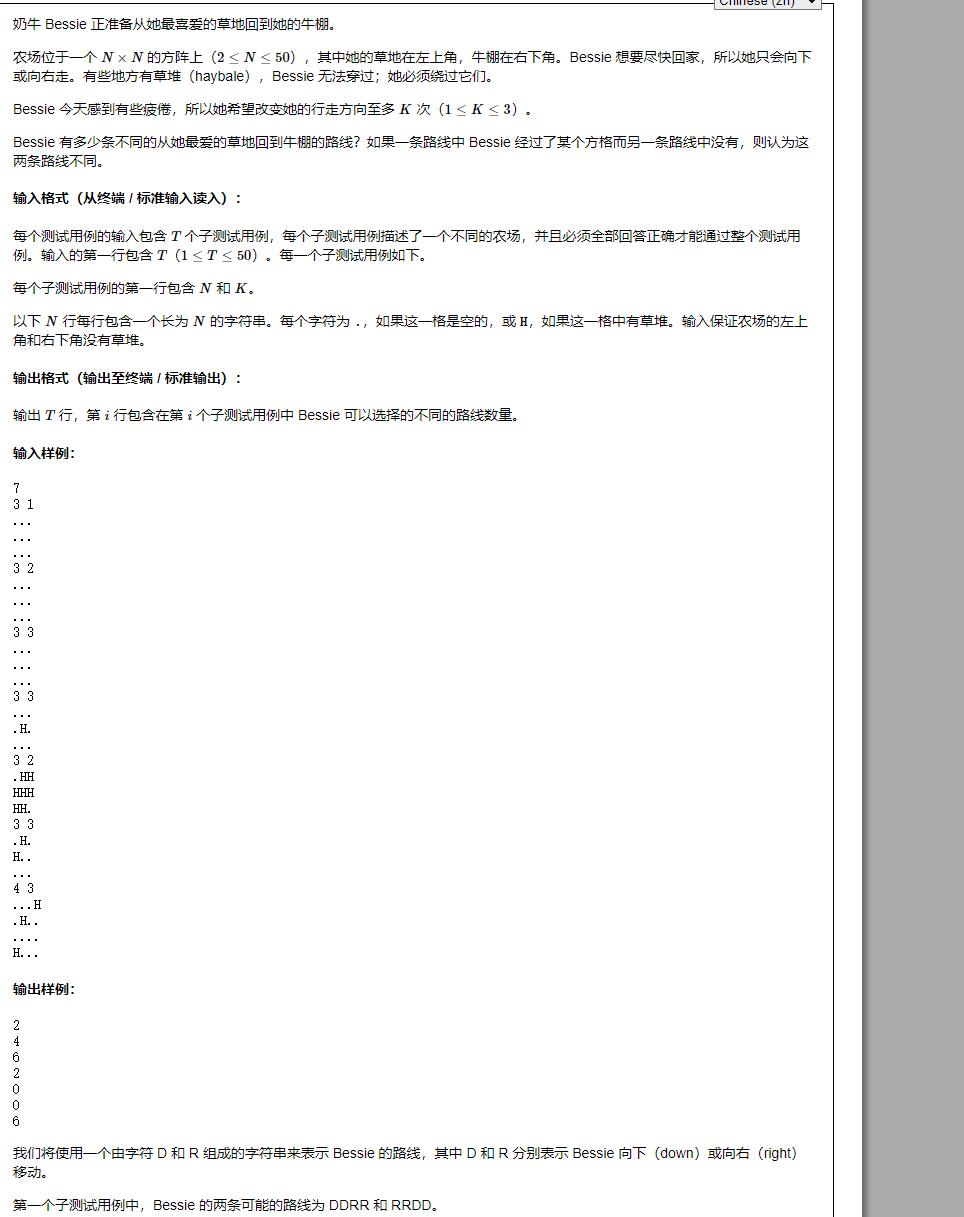 Chinese (zh)
奶牛 Bessie 正准备从她最喜爱的草地回到她的牛棚。
农场位于一个 N × N 的方阵上（2 ≤ N ≤ 50），其中她的草地在左上角，牛棚在右下角。Bessie 想要尽快回家，所以她只会向下
或向右走。有些地方有草堆（haybale），Bessie 无法穿过；她必须绕过它们。
Bessie 今天感到有些疲倦，所以她希望改变她的行走方向至多 K 次（1 ≤ K ≤ 3）。
Bessie 有多少条不同的从她最爱的草地回到牛棚的路线？如果一条路线中 Bessie 经过了某个方格而另一条路线中没有，则认为这
两条路线不同。
输入格式（从终端 / 标准输入读入）：
每个测试用例的输入包含 T 个子测试用例，每个子测试用例描述了一个不同的农场，并且必须全部回答正确才能通过整个测试用
例。输入的第一行包含 T（1 ≤ T ≤ 50）。每一个子测试用例如下。
每个子测试用例的第一行包含 N 和 K。
以下 N 行每行包含一个长为 N 的字符串。每个字符为 .，如果这一格是空的，或 H，如果这一格中有草堆。输入保证农场的左上
角和右下角没有草堆。
输出格式（输出至终端 / 标准输出）：
输出 T 行，第 i 行包含在第 i 个子测试用例中 Bessie 可以选择的不同的路线数量。
输入样例：
7
3 1
...
...
...
3 2
...
...
...
3 3
...
...
...
3 3
...
.H.
...
3 2
.HH
HHH
HH.
3 3
.H.
H..
...
4 3
...H
.H..
....
H...
输出样例：
2
4
6
2
0
0
6
我们将使用一个由字符 D 和 R 组成的字符串来表示 Bessie 的路线，其中 D 和 R 分别表示 Bessie 向下（down）或向右（right）
移动。
第一个子测试用例中，Bessie 的两条可能的路线为 DDRR 和 RRDD。